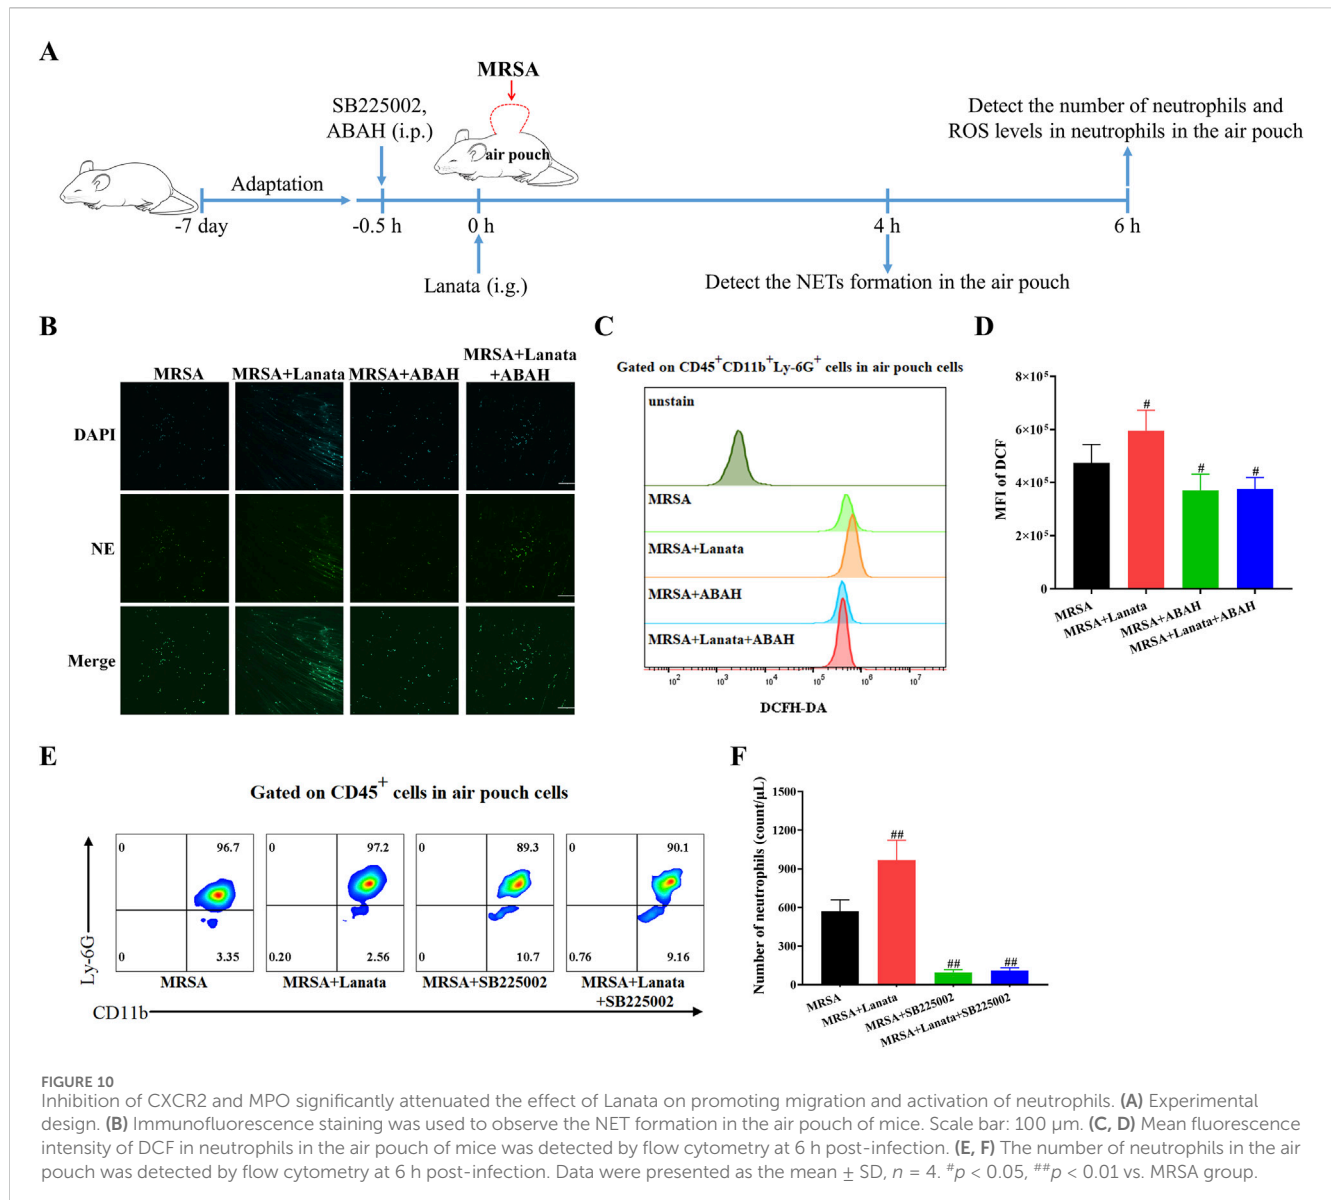 A
MRSA
SB225002,
ABAH (i.p.)
air pouch
Detect the number of neutrophils and
ROS levels in neutrophils in the air pouch
Adaptation
-7 day
-0.5 h
0 h
4 h
6 h
Lanata (i.g.)
Detect the NETs formation in the air pouch
B
MRSA
MRSA+Lanata
MRSA+ABAH
MRSA+Lanata
+ABAH
DAPI
NE
Merge
C
Gated on CD45⁺CD11b⁺Ly-6G⁺ cells in air pouch cells
unstain
MRSA
MRSA+Lanata
MRSA+ABAH
MRSA+Lanata+ABAH
10² 10³ 10⁴ 10⁵ 10⁶ 10⁷
DCFH-DA
D
MFI of DCF
8×10⁵
6×10⁵
4×10⁵
2×10⁵
0
# # #
MRSA
MRSA+Lanata
MRSA+ABAH
MRSA+Lanata+ABAH
E
Gated on CD45⁺ cells in air pouch cells
Ly-6G
0 96.7
0 3.35
MRSA
0 97.2
0.20 2.56
MRSA+Lanata
0 89.3
0 10.7
MRSA+SB225002
0 90.1
0.76 9.16
MRSA+Lanata
+SB225002
CD11b
F
Number of neutrophils (count/μL)
1500
1200
900
600
300
0
## ## ##
MRSA
MRSA+Lanata
MRSA+SB225002
MRSA+Lanata+SB225002
FIGURE 10
Inhibition of CXCR2 and MPO significantly attenuated the effect of Lanata on promoting migration and activation of neutrophils. (A) Experimental
design. (B) Immunofluorescence staining was used to observe the NET formation in the air pouch of mice. Scale bar: 100 μm. (C, D) Mean fluorescence
intensity of DCF in neutrophils in the air pouch of mice was detected by flow cytometry at 6 h post-infection. (E, F) The number of neutrophils in the air
pouch was detected by flow cytometry at 6 h post-infection. Data were presented as the mean ± SD, n = 4. #p < 0.05, ##p < 0.01 vs. MRSA group.